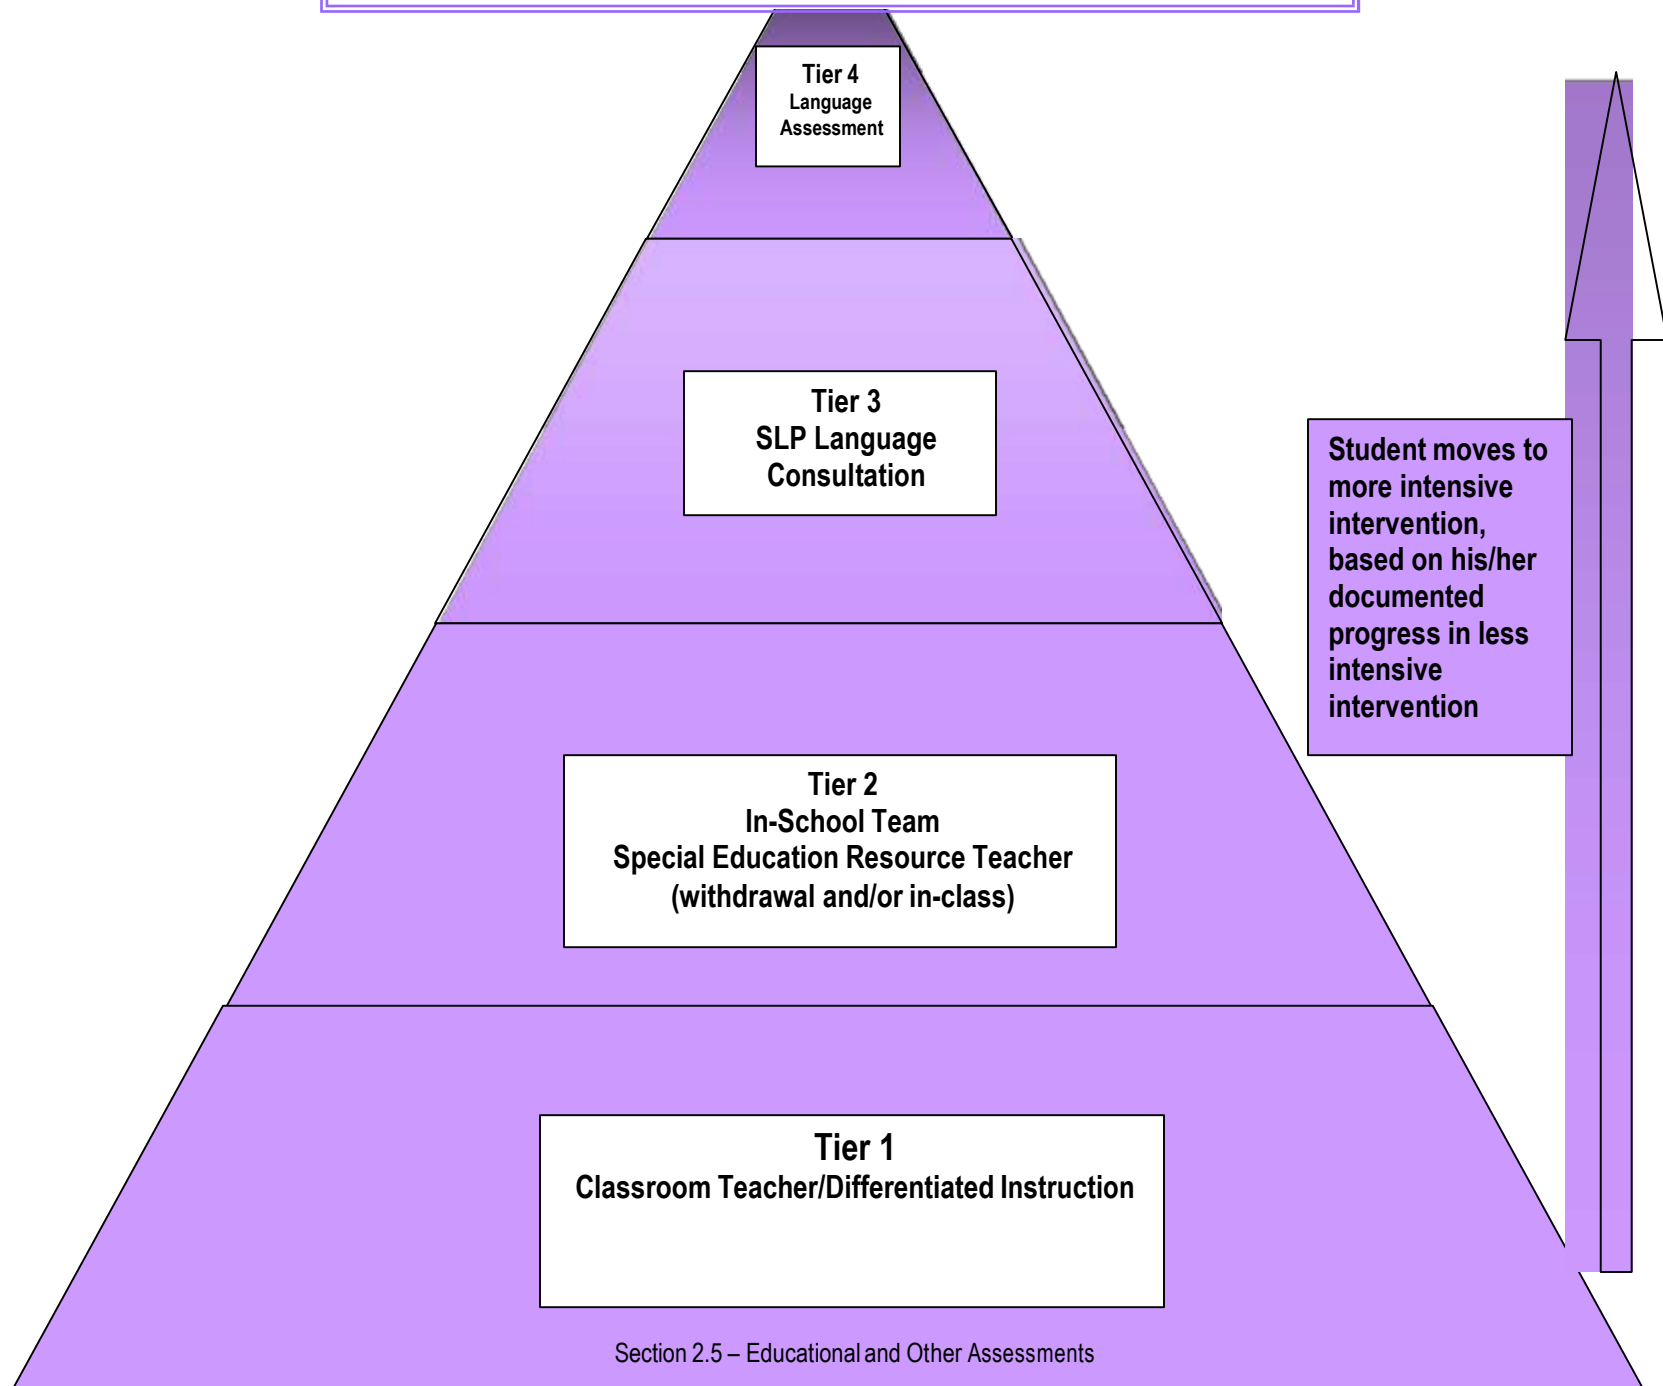 Tier 4
Language
Assessment
Tier 3
SLP Language
Consultation
Student moves to
more intensive
intervention,
based on his/her
documented
progress in less
intensive
intervention
Tier 2
In-School Team
Special Education Resource Teacher
(withdrawal and/or in-class)
Tier 1
Classroom Teacher/Differentiated Instruction
Section 2.5 – Educational and Other Assessments